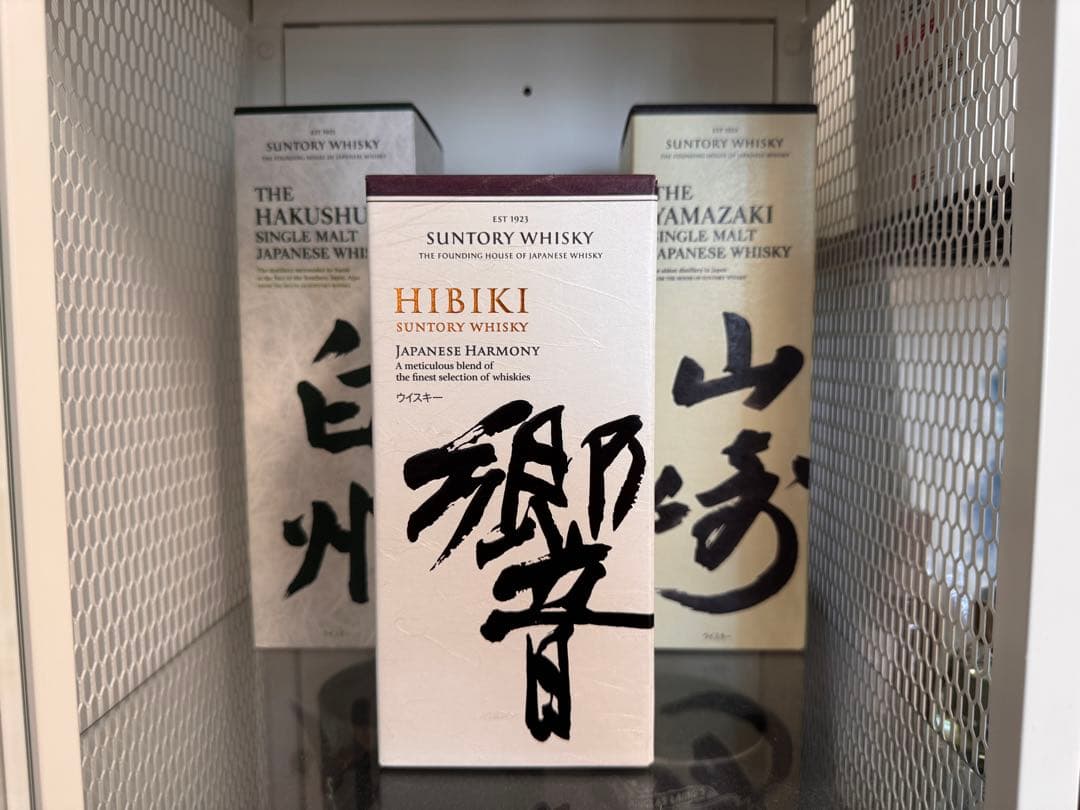 EST 1923
SUNTORY WHISKY
THE FOUNDING HOUSE OF JAPANESE WHISKY
THE
HAKUSHU
SINGLE MALT
JAPANESE WHIS
白
州
EST 1923
SUNTORY WHISKY
THE FOUNDING HOUSE OF JAPANESE WHISKY
HIBIKI
SUNTORY WHISKY
JAPANESE HARMONY
A meticulous blend of
the finest selection of whiskies
ウイスキー
響
EST 1923
SUNTORY WHISKY
THE FOUNDING HOUSE OF JAPANESE WHISKY
THE
YAMAZAKI
SINGLE MALT
JAPANESE WHISKY
山
崎
ウイスキー